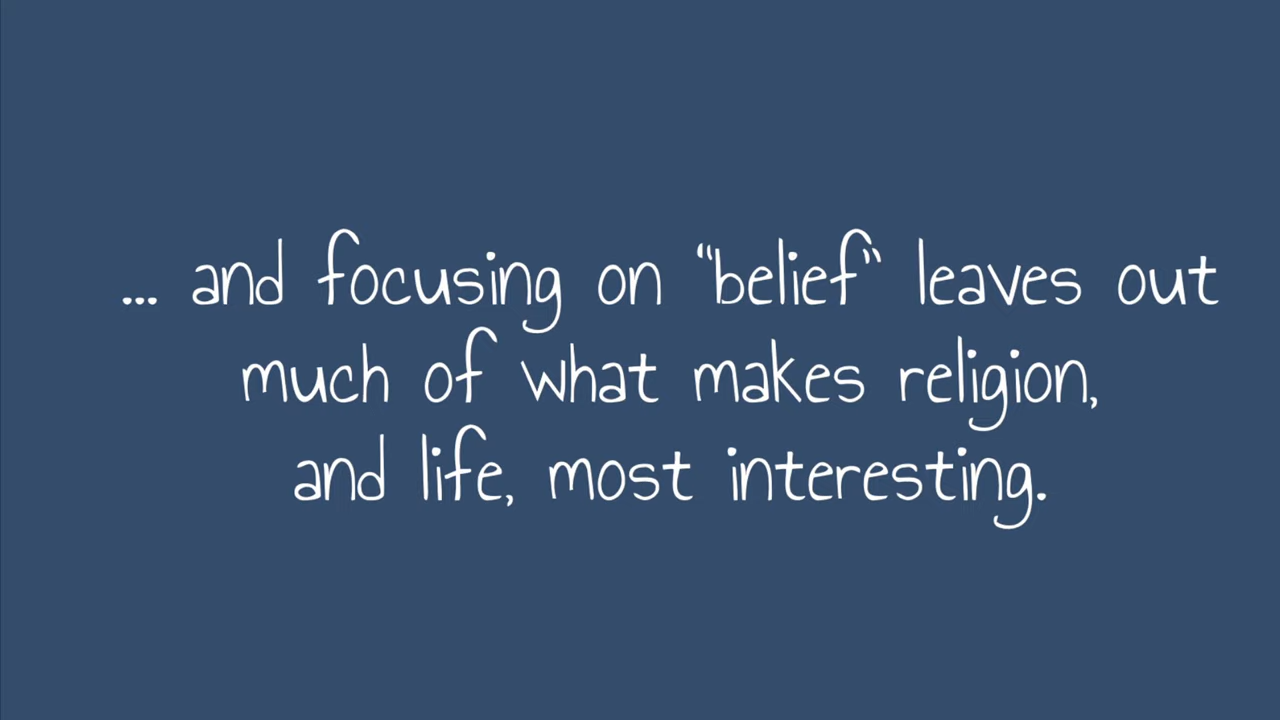 ... and focusing on "belief" leaves out
much of what makes religion,
and life, most interesting.